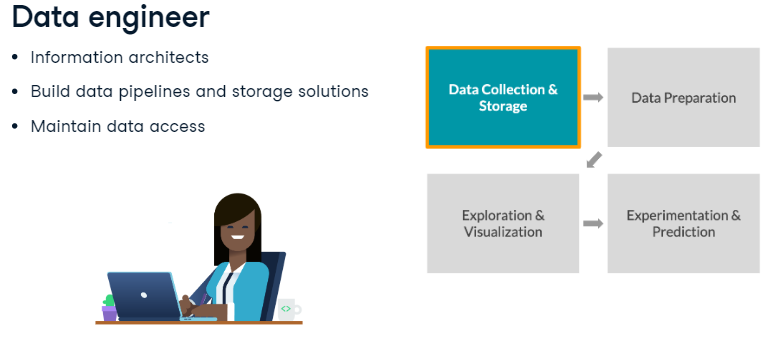 Data engineer
• Information architects
• Build data pipelines and storage solutions
• Maintain data access
Data Collection &
Storage
Data Preparation
Exploration &
Visualization
Experimentation &
Prediction
<>